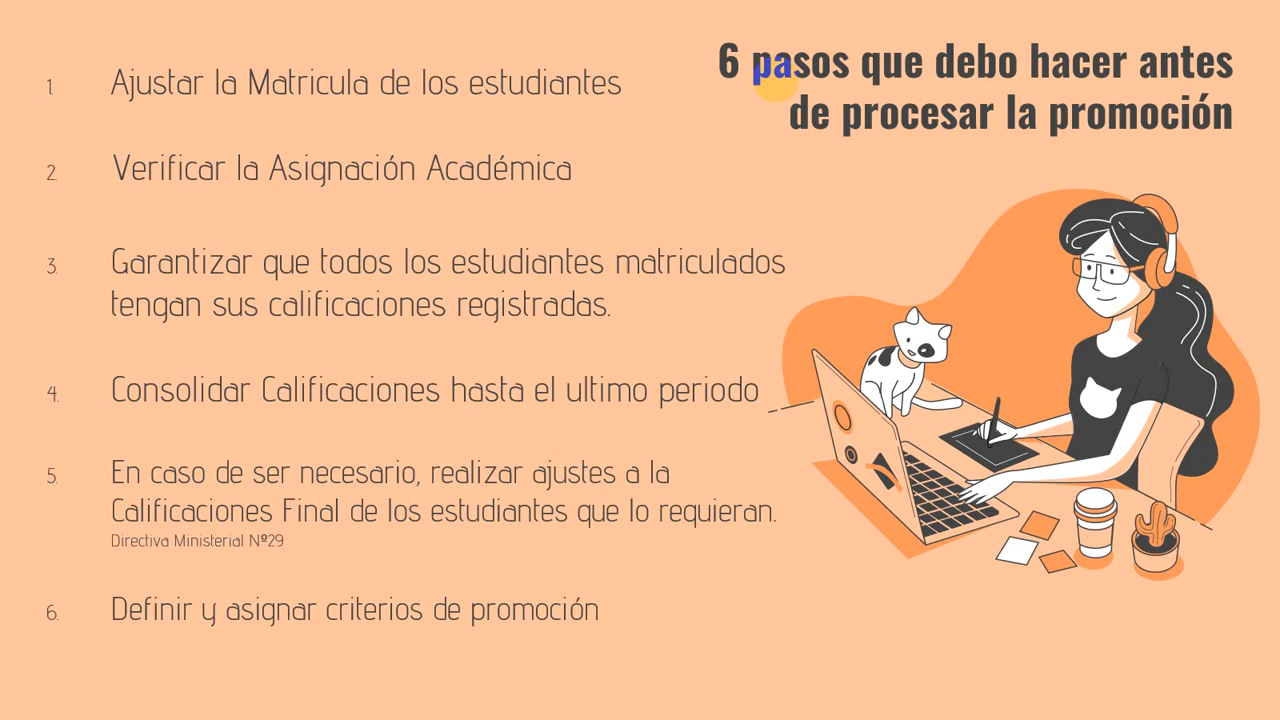 6 pasos que debo hacer antes
de procesar la promoción
1. Ajustar la Matricula de los estudiantes
2. Verificar la Asignación Académica
3. Garantizar que todos los estudiantes matriculados
tengan sus calificaciones registradas.
4. Consolidar Calificaciones hasta el ultimo periodo
5. En caso de ser necesario, realizar ajustes a la
Calificaciones Final de los estudiantes que lo requieran.
Directiva Ministerial Nº29
6. Definir y asignar criterios de promoción